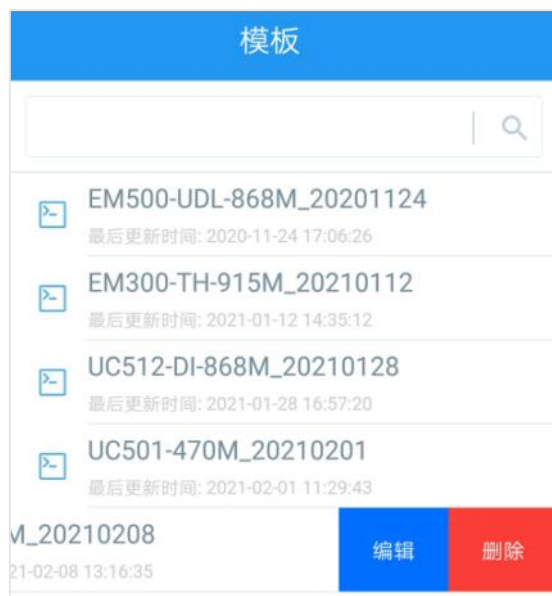 模板
EM500-UDL-868M_20201124
最后更新时间: 2020-11-24 17:06:26
EM300-TH-915M_20210112
最后更新时间: 2021-01-12 14:35:12
UC512-DI-868M_20210128
最后更新时间: 2021-01-28 16:57:20
UC501-470M_20210201
最后更新时间: 2021-02-01 11:29:43
M_20210208
21-02-08 13:16:35
编辑
删除